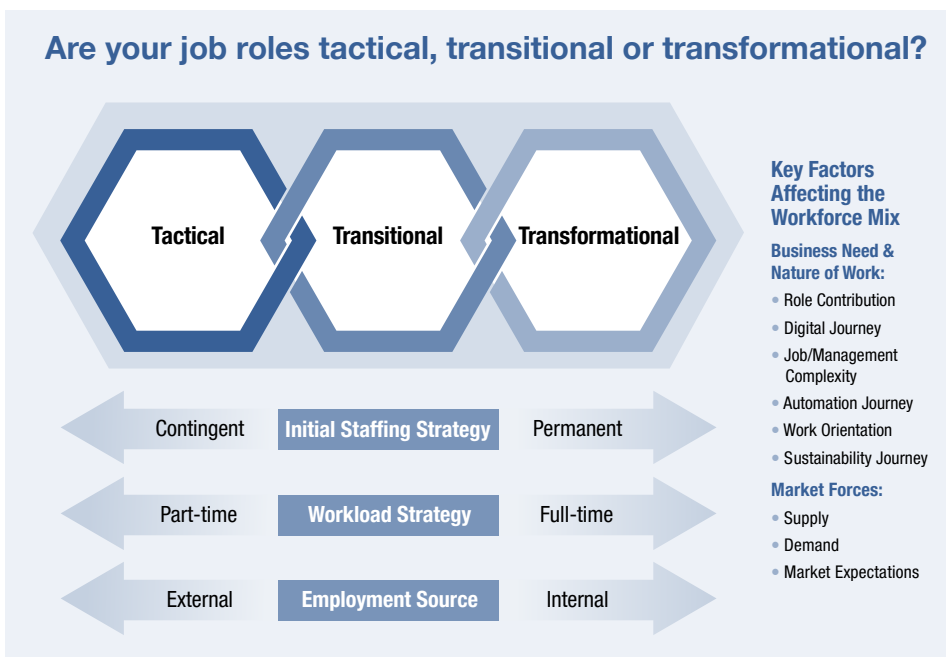 Are your job roles tactical, transitional or transformational?
Tactical
Transitional
Transformational
Contingent
Initial Staffing Strategy
Permanent
Part-time
Workload Strategy
Full-time
External
Employment Source
Internal
Key Factors
Affecting the
Workforce Mix
Business Need &
Nature of Work:
• Role Contribution
• Digital Journey
• Job/Management
Complexity
• Automation Journey
• Work Orientation
• Sustainability Journey
Market Forces:
• Supply
• Demand
• Market Expectations